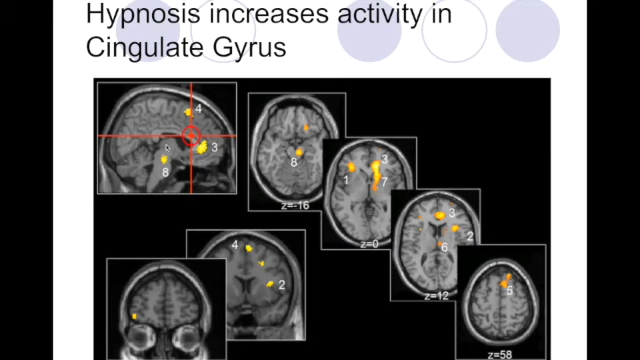 Hypnosis increases activity in
Cingulate Gyrus
4
3
8
8
z=-16
1
3
7
z=0
3
2
6
z=12
5
z=58
4
2